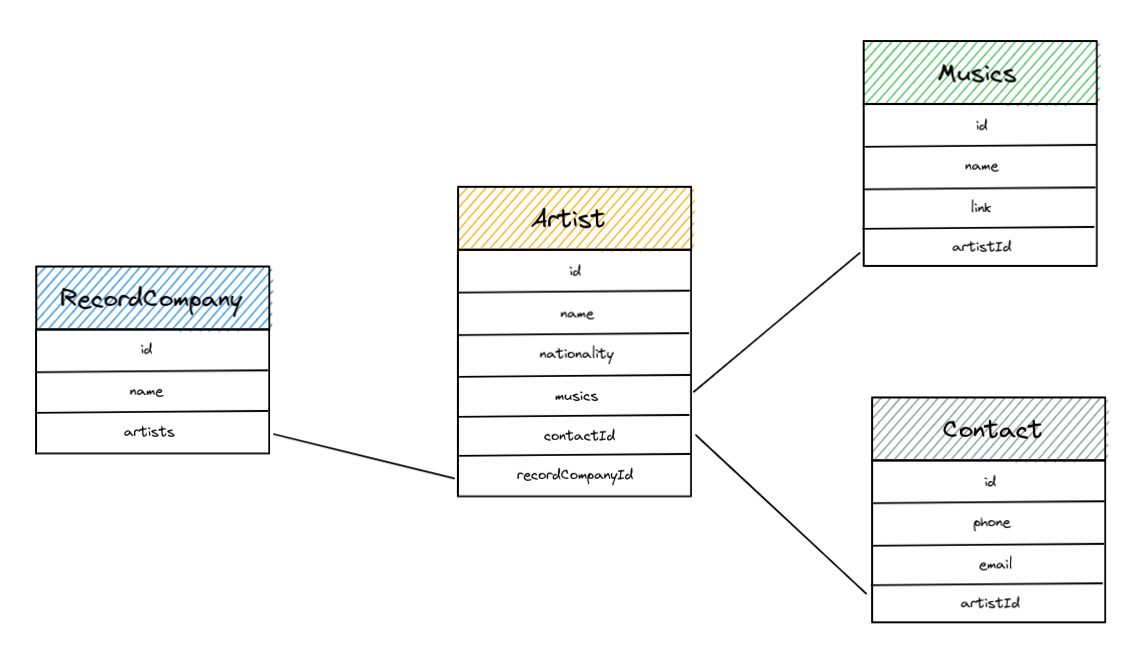 RecordCompany
id
name
artists
Artist
id
name
nationality
musics
contactId
recordCompanyId
Musics
id
name
link
artistId
Contact
id
phone
email
artistId